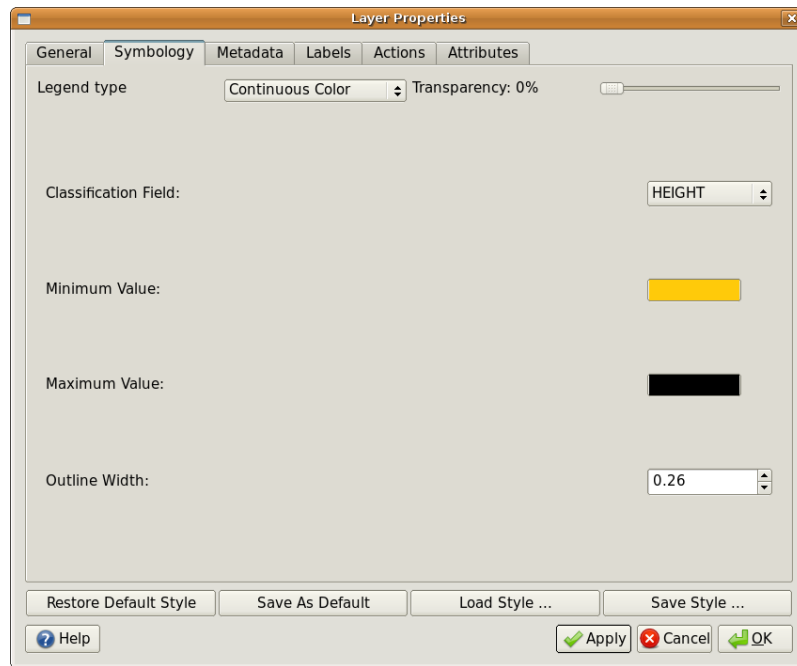 Layer Properties
General Symbology Metadata Labels Actions Attributes
Legend type Continuous Color Transparency: 0%
Classification Field: HEIGHT
Minimum Value:
Maximum Value:
Outline Width: 0.26
Restore Default Style Save As Default Load Style ... Save Style ...
Help Apply Cancel OK